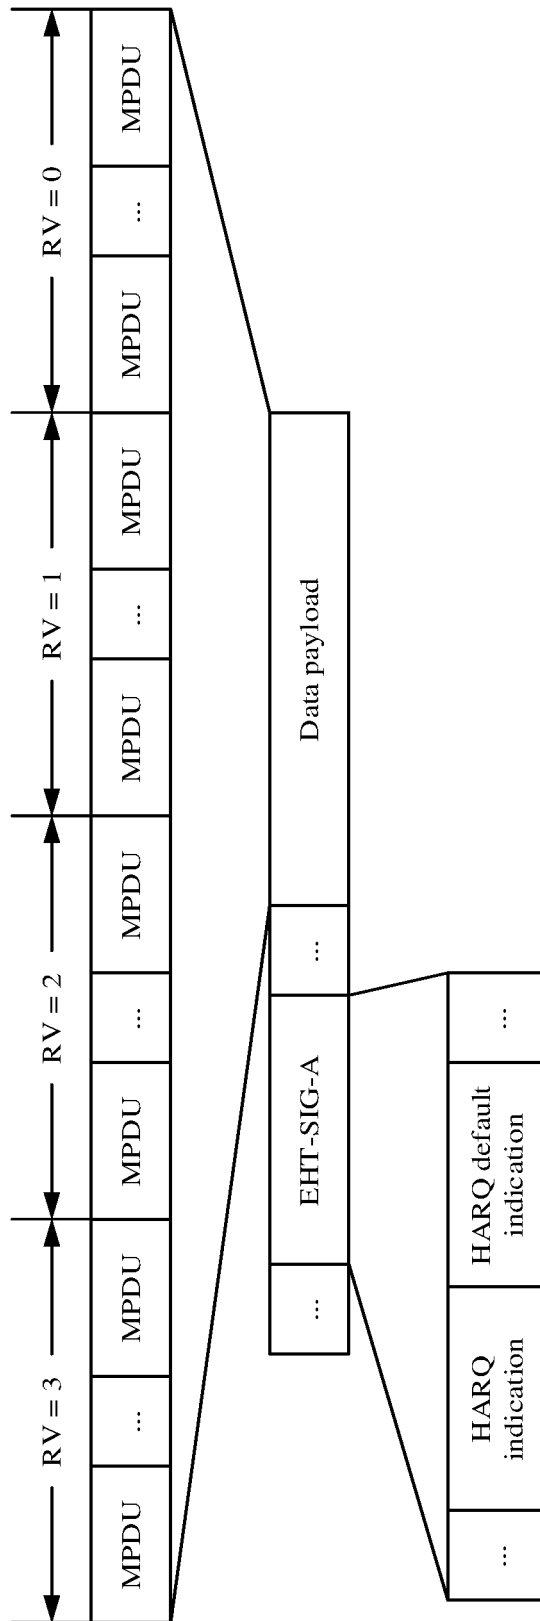 RV = 3
RV = 2
RV = 1
RV = 0
MPDU
...
MPDU
MPDU
...
MPDU
MPDU
...
MPDU
MPDU
...
MPDU
...
EHT-SIG-A
...
Data payload
...
HARQ
indication
HARQ default
indication
...